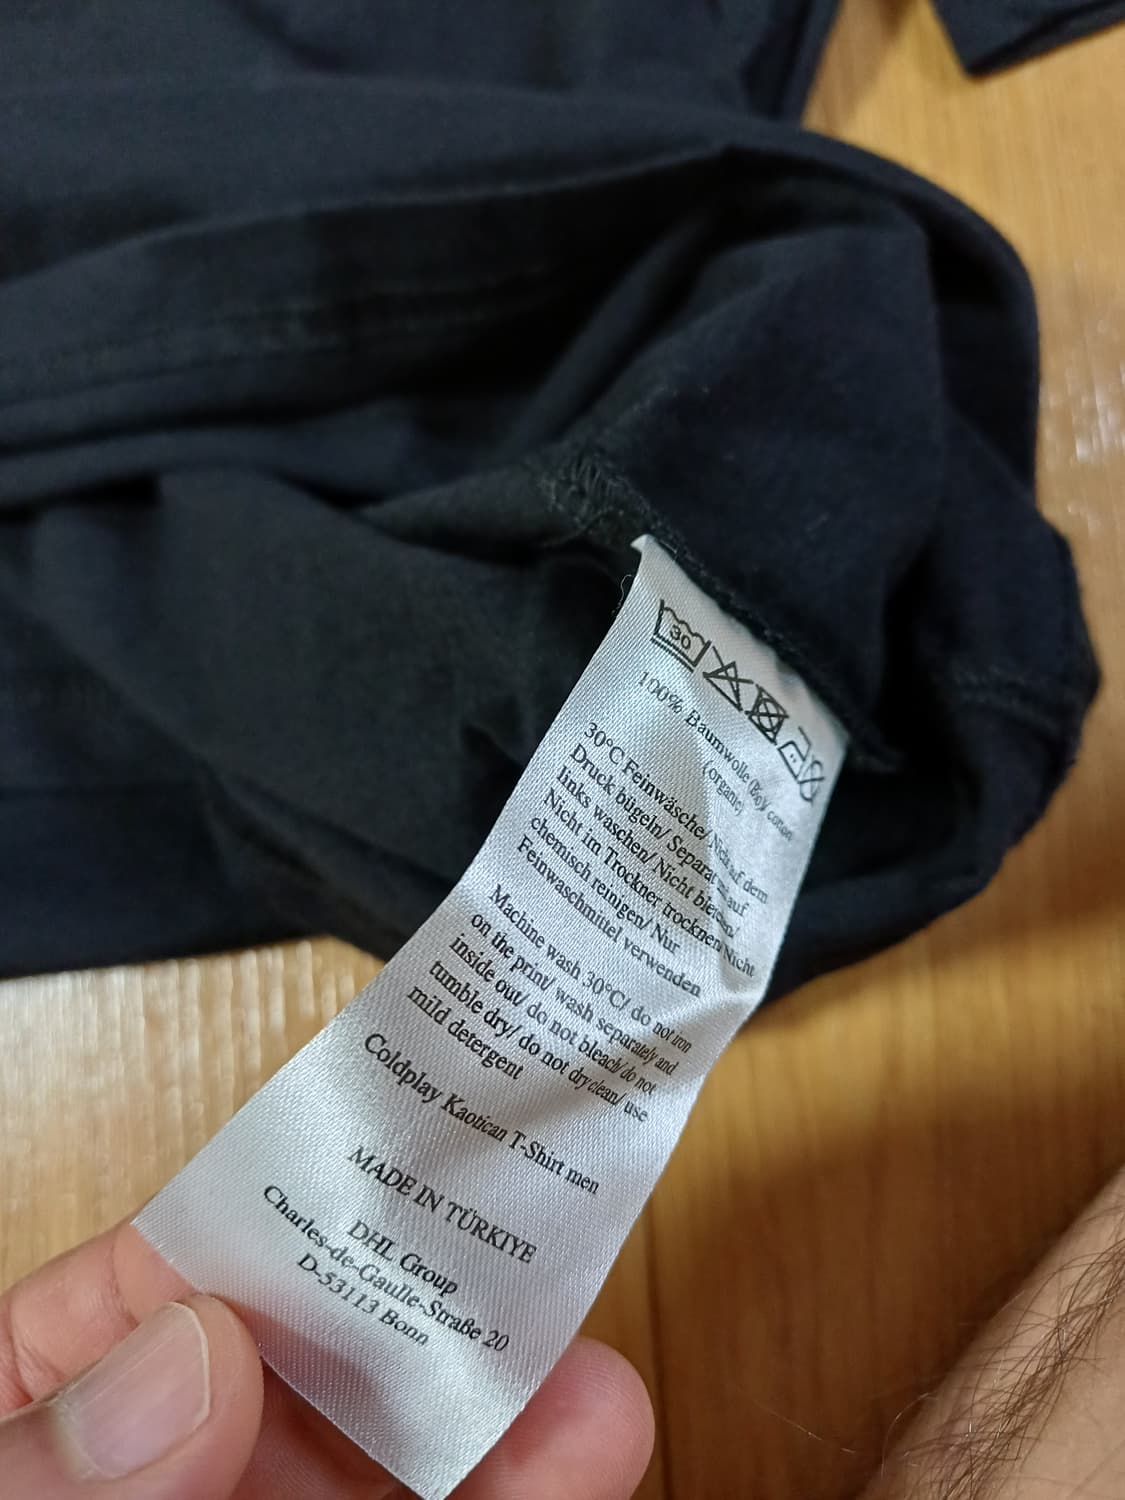 30
100% Baumwolle (Bio)/ cotton
(organic)
30°C Feinwäsche/ Nicht auf dem
Druck bügeln/ Separat und auf
links waschen/ Nicht bleichen/
Nicht im Trockner trocknen/ Nicht
chemisch reinigen/ Nur
Feinwaschmittel verwenden
Machine wash 30°C/ do not iron
on the print/ wash separately and
inside out/ do not bleach/ do not
tumble dry/ do not dry clean/ use
mild detergent
Coldplay Kaotican T-Shirt men
MADE IN TÜRKIYE
DHL Group
Charles-de-Gaulle-Straße 20
D-53113 Bonn